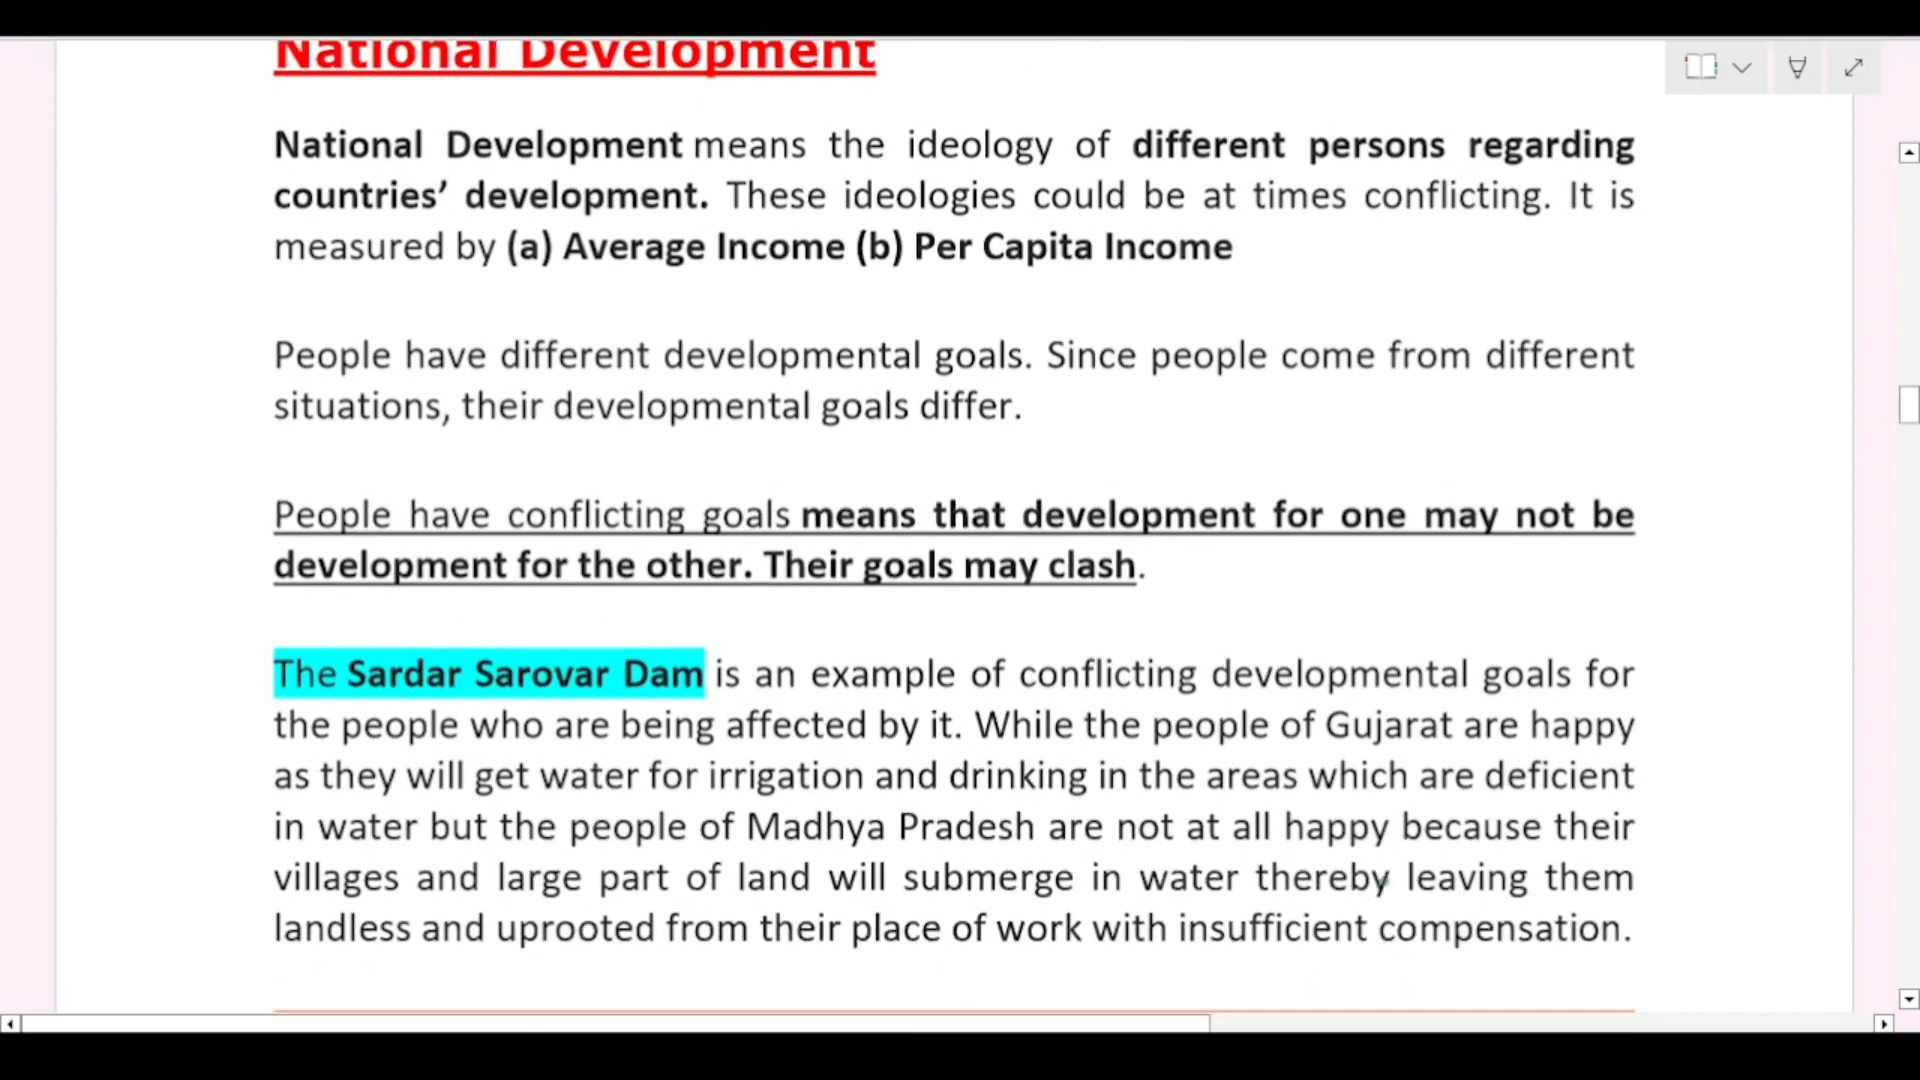 National Development
National Development means the ideology of different persons regarding
countries’ development. These ideologies could be at times conflicting. It is
measured by (a) Average Income (b) Per Capita Income
People have different developmental goals. Since people come from different
situations, their developmental goals differ.
People have conflicting goals means that development for one may not be
development for the other. Their goals may clash.
The Sardar Sarovar Dam is an example of conflicting developmental goals for
the people who are being affected by it. While the people of Gujarat are happy
as they will get water for irrigation and drinking in the areas which are deficient
in water but the people of Madhya Pradesh are not at all happy because their
villages and large part of land will submerge in water thereby leaving them
landless and uprooted from their place of work with insufficient compensation.